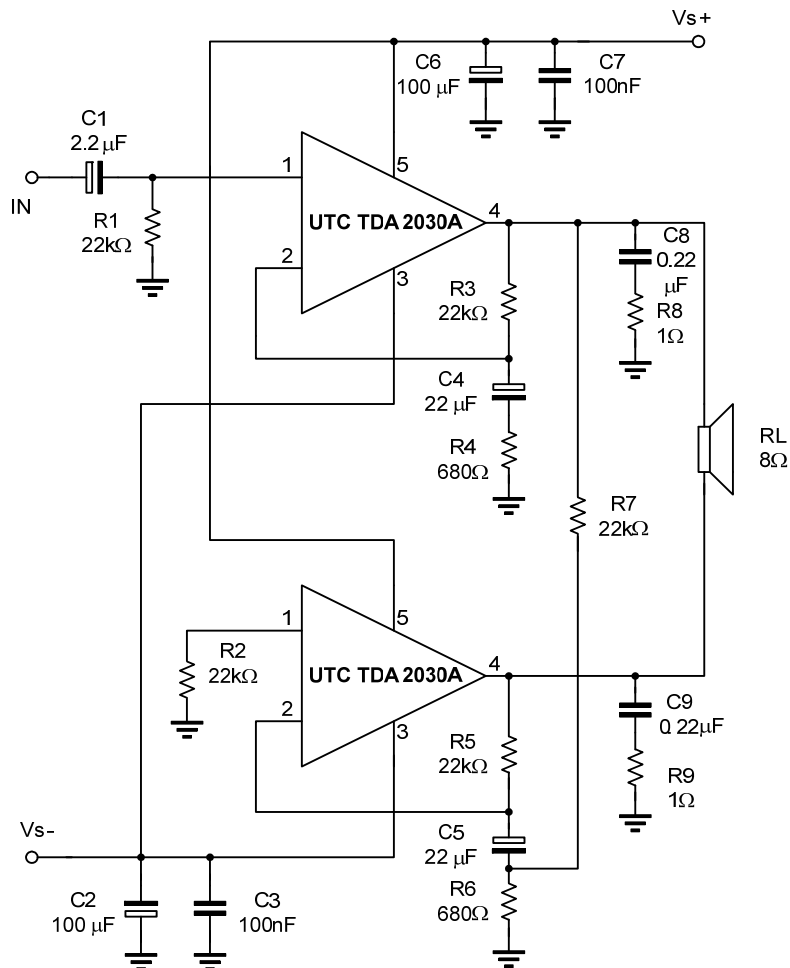 Vs+
C6
100 µF
C7
100nF
C1
2.2 µF
IN
R1
22kΩ
1
5
UTC TDA 2030A
4
2
3
R3
22kΩ
C8
0.22
µF
R8
1Ω
C4
22 µF
R4
680Ω
RL
8Ω
R7
22kΩ
1
5
R2
22kΩ
UTC TDA 2030A
4
2
3
R5
22kΩ
C9
0.22µF
R9
1Ω
Vs-
C5
22 µF
R6
680Ω
C2
100 µF
C3
100nF